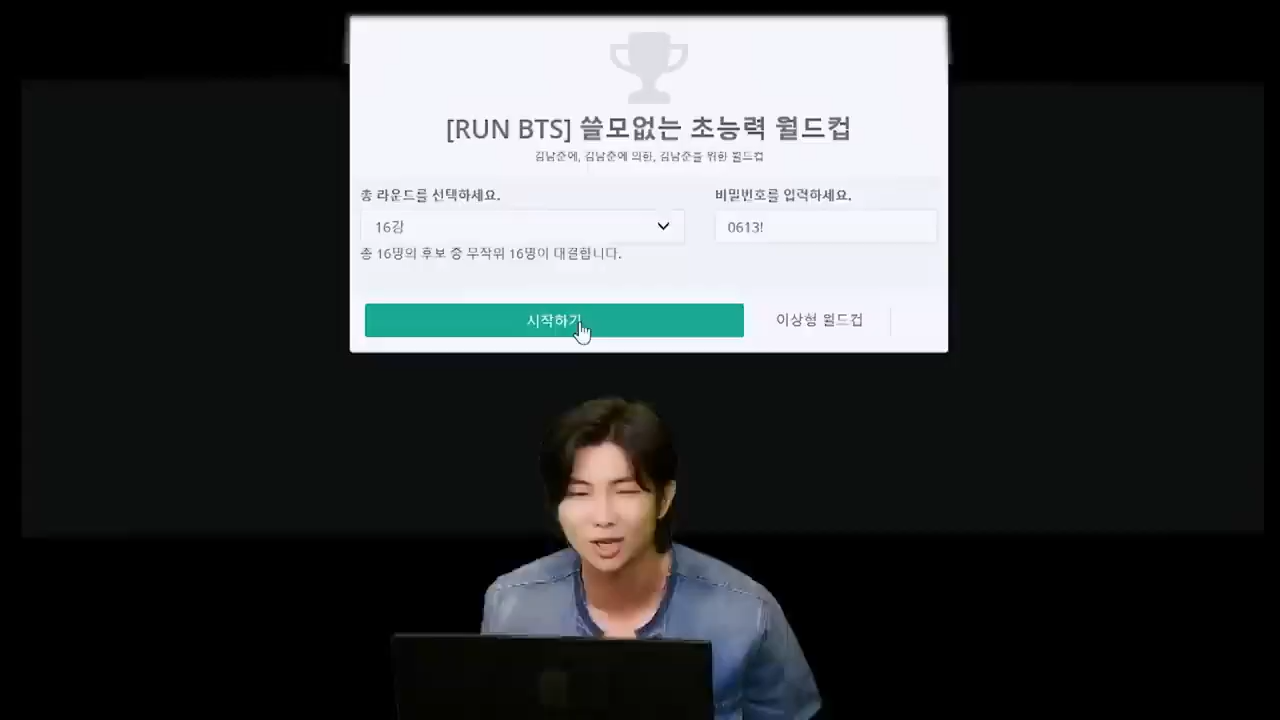 [RUN BTS] 쓸모없는 초능력 월드컵
김남준에, 김남준에 의한, 김남준을 위한 월드컵
총 라운드를 선택하세요.
비밀번호를 입력하세요.
16강
0613!
총 16명의 후보 중 무작위 16명이 대결합니다.
시작하기
이상형 월드컵